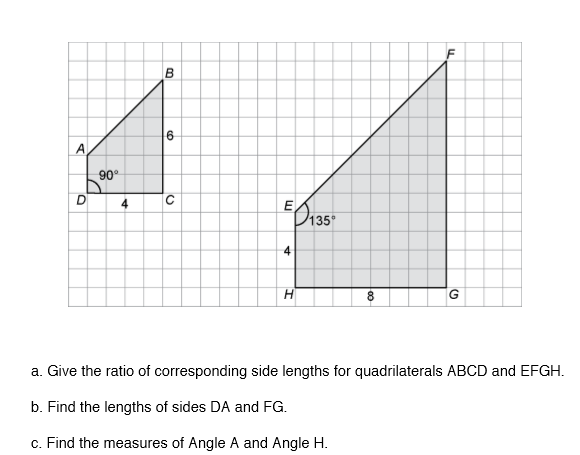 F
B
6
A
90°
D
4
C
E
135°
4
H
8
G
a. Give the ratio of corresponding side lengths for quadrilaterals ABCD and EFGH.
b. Find the lengths of sides DA and FG.
c. Find the measures of Angle A and Angle H.